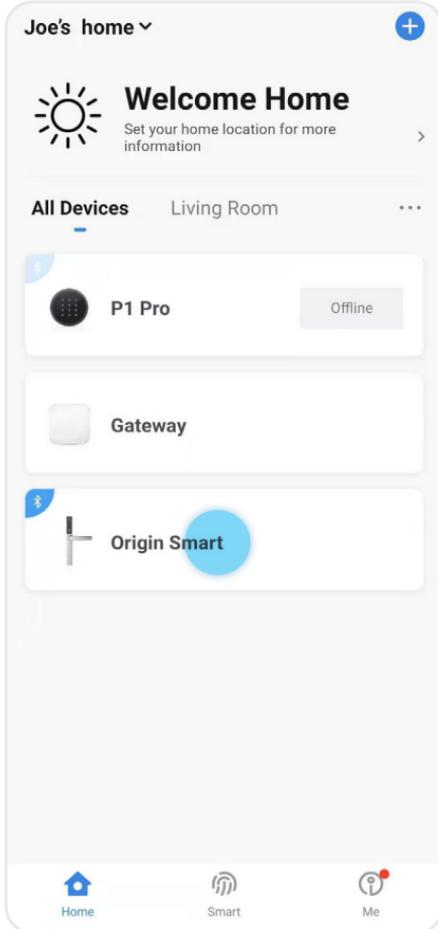 Joe's home
Welcome Home
Set your home location for more
information
All Devices Living Room
P1 Pro Offline
Gateway
Origin Smart
Home Smart Me